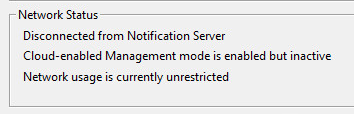 Network Status
Disconnected from Notification Server
Cloud-enabled Management mode is enabled but inactive
Network usage is currently unrestricted